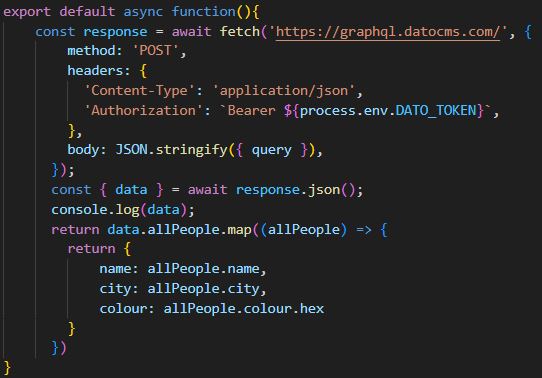 export default async function(){
    const response = await fetch('https://graphql.datocms.com/', {
        method: 'POST',
        headers: {
          'Content-Type': 'application/json',
          'Authorization': `Bearer ${process.env.DATO_TOKEN}`,
        },
        body: JSON.stringify({ query }),
      });
      const { data } = await response.json();
      console.log(data);
      return data.allPeople.map((allPeople) => {
        return {
            name: allPeople.name,
            city: allPeople.city,
            colour: allPeople.colour.hex
        }
      })
}